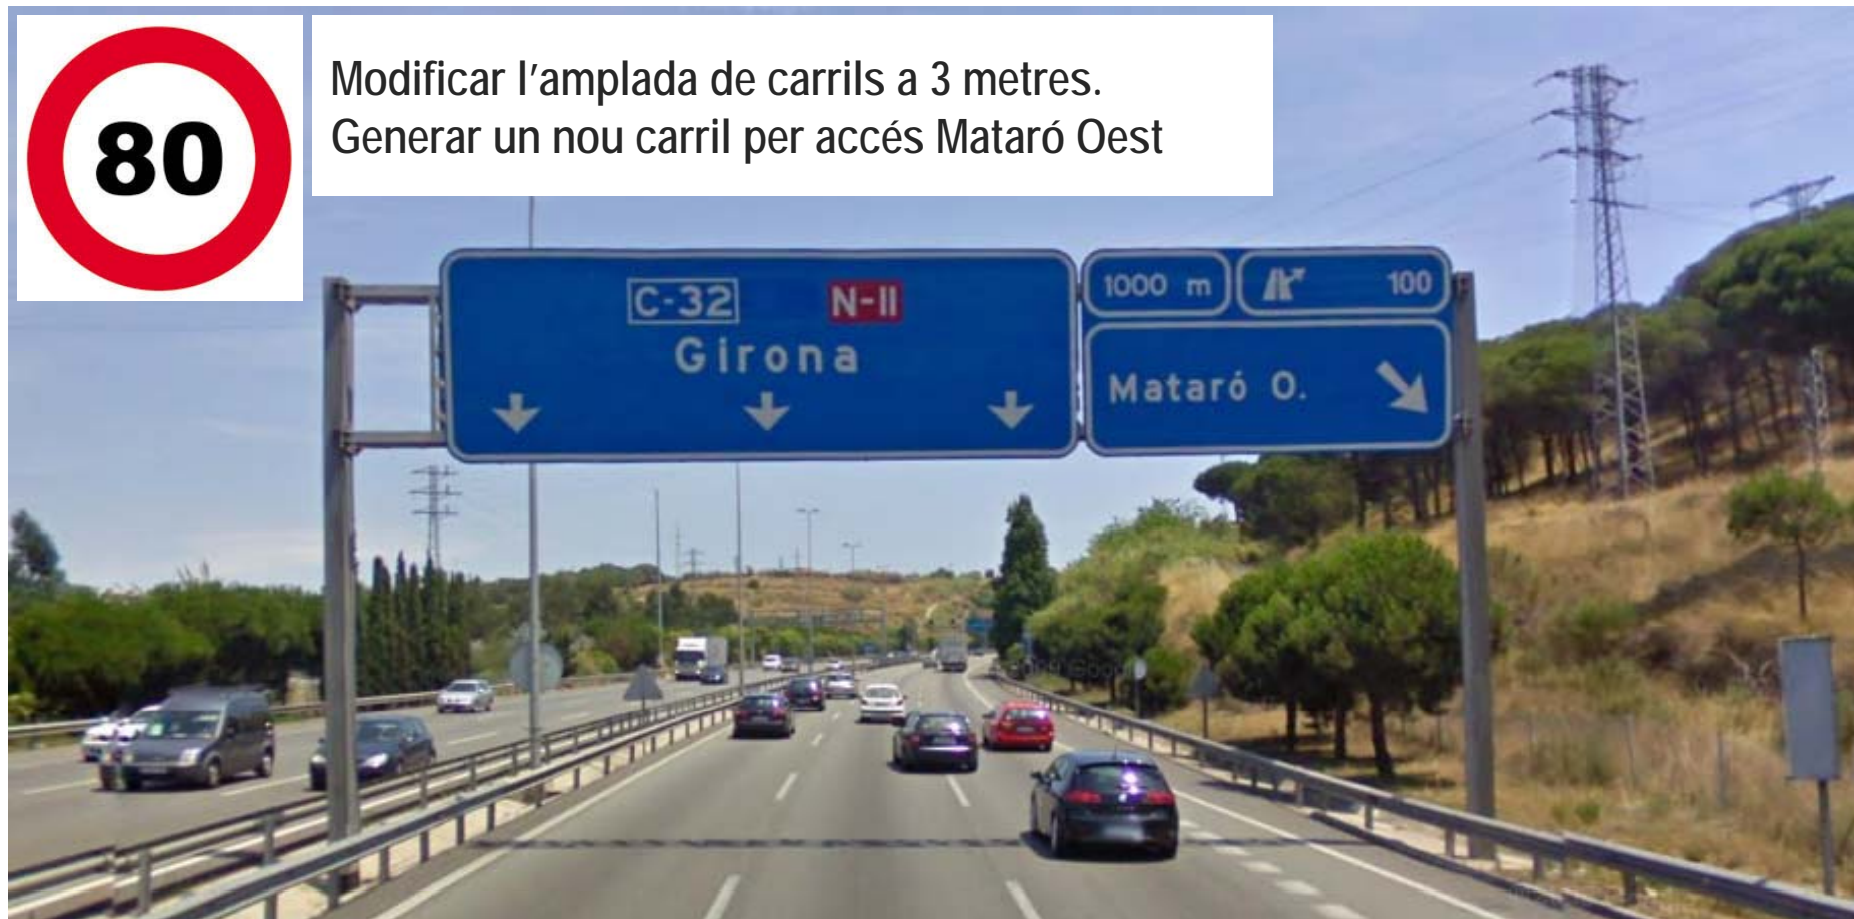 80
Modificar l'amplada de carrils a 3 metres.
Generar un nou carril per accés Mataró Oest
C-32 N-II
Girona
1000 m 100
Mataró O.